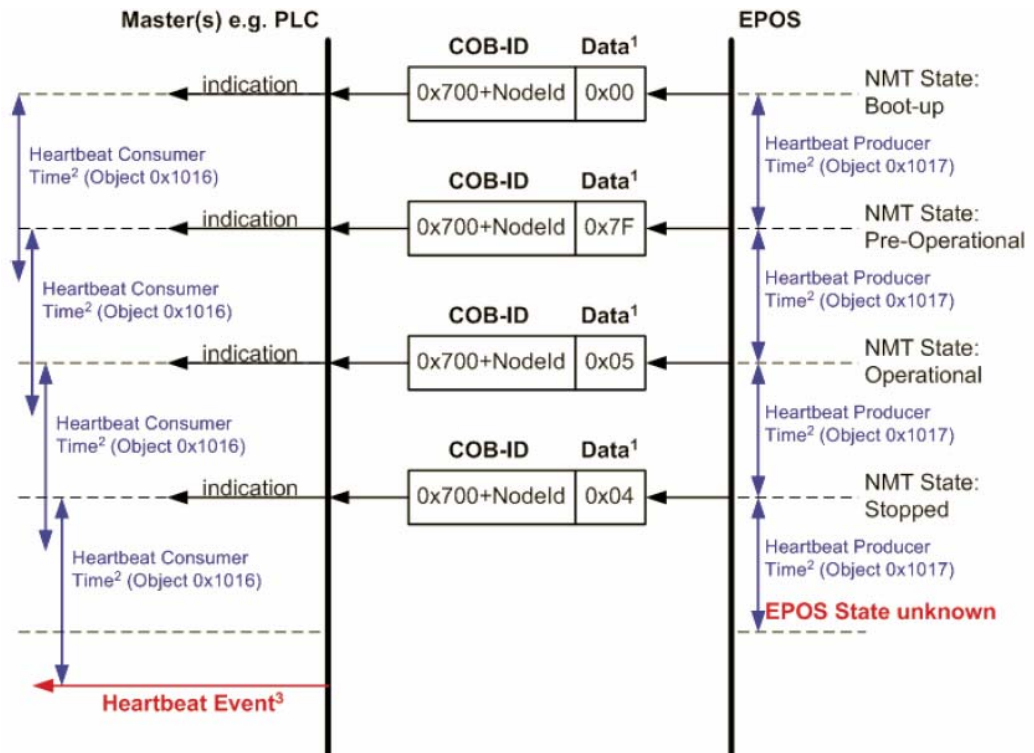 Master(s) e.g. PLC
EPOS
COB-ID Data¹
indication
0x700+NodeId 0x00
NMT State:
Boot-up
Heartbeat Consumer
Time² (Object 0x1016)
Heartbeat Producer
Time² (Object 0x1017)
COB-ID Data¹
indication
0x700+NodeId 0x7F
NMT State:
Pre-Operational
Heartbeat Consumer
Time² (Object 0x1016)
Heartbeat Producer
Time² (Object 0x1017)
COB-ID Data¹
indication
0x700+NodeId 0x05
NMT State:
Operational
Heartbeat Consumer
Time² (Object 0x1016)
Heartbeat Producer
Time² (Object 0x1017)
COB-ID Data¹
indication
0x700+NodeId 0x04
NMT State:
Stopped
Heartbeat Consumer
Time² (Object 0x1016)
Heartbeat Producer
Time² (Object 0x1017)
EPOS State unknown
Heartbeat Event³